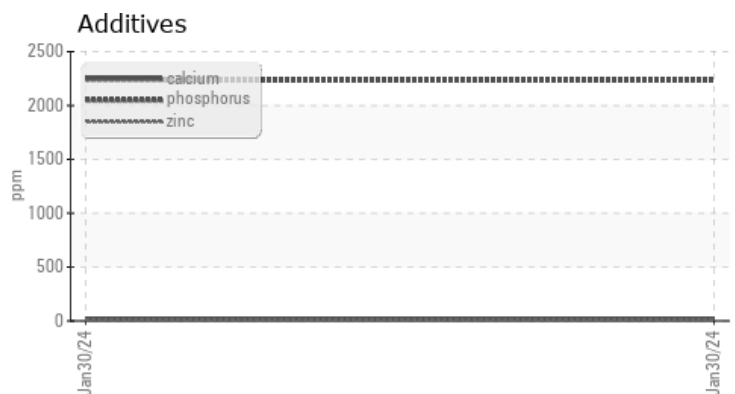 Additives
2500
2000
1500
1000
500
0
ppm
calcium
phosphorus
zinc
Jan30/24
Jan30/24